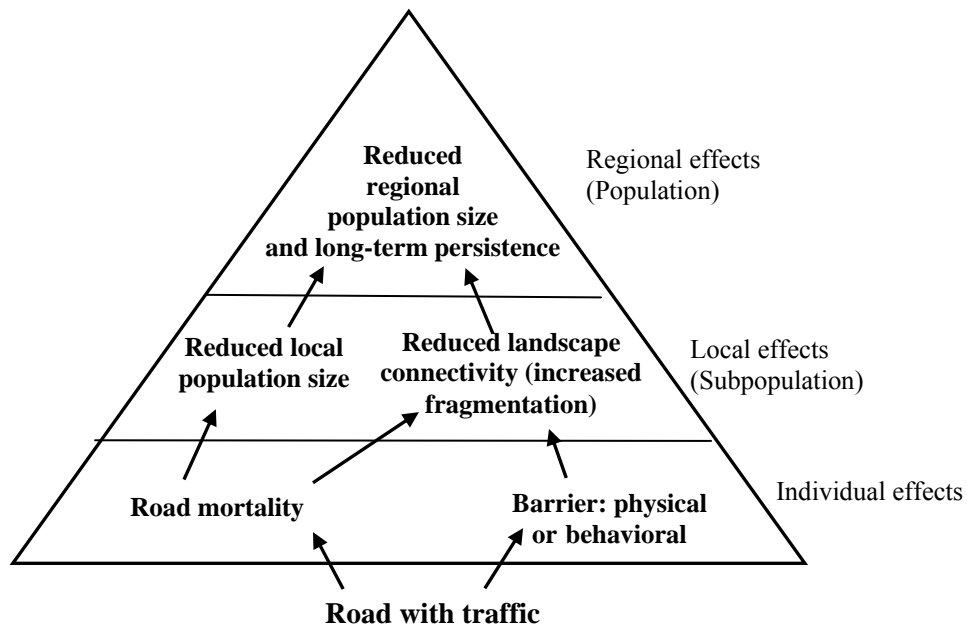 Reduced
regional
population size
and long-term persistence
Regional effects
(Population)
Reduced local
population size
Reduced landscape
connectivity (increased
fragmentation)
Local effects
(Subpopulation)
Road mortality
Barrier: physical
or behavioral
Individual effects
Road with traffic